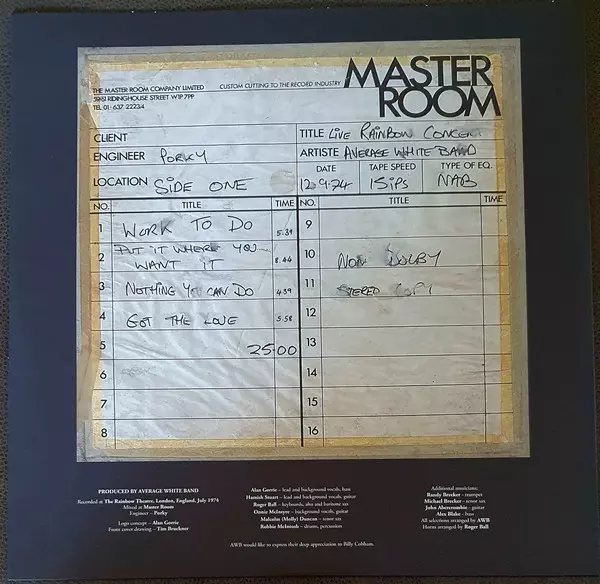 THE MASTER ROOM COMPANY LIMITED
CUSTOM CUTTING TO THE RECORD INDUSTRY
59/61 RIDINGHOUSE STREET W1P 7PP
TEL 01-637 2223/4
MASTER
ROOM
CLIENT
TITLE LIVE RAINBOW CONCERT
ENGINEER PORKY
ARTISTE AVERAGE WHITE BAND
LOCATION SIDE ONE
DATE TAPE SPEED TYPE OF EQ.
12.9.74 15IPS NAB
NO. TITLE TIME NO. TITLE TIME
1 WORK TO DO 5.39 9
2 PUT IT WHERE YOU
WANT IT 8.44 10 NON DOLBY
3 NOTHING YOU CAN DO 4.39 11 STEREO COPY
4 GOT THE LOVE 5.58 12
5 25.00 13
6 14
7 15
8 16
PRODUCED BY AVERAGE WHITE BAND
Recorded at The Rainbow Theatre, London, England, July 1974
Mixed at Master Room
Engineer – Porky
Logo concept – Alan Gorrie
Front cover drawing – Tim Bruckner
Alan Gorrie – lead and background vocals, bass
Hamish Stuart – lead and background vocals, guitar
Roger Ball – keyboards, alto and baritone sax
Onnie McIntyre – background vocals, guitar
Malcolm (Molly) Duncan – tenor sax
Robbie McIntosh – drums, percussion
Additional musicians:
Randy Brecker - trumpet
Michael Brecker - tenor sax
John Abercrombie - guitar
Alex Blake - bass
All selections arranged by AWB
Horns arranged by Roger Ball
AWB would like to express their deep appreciation to Billy Cobham.